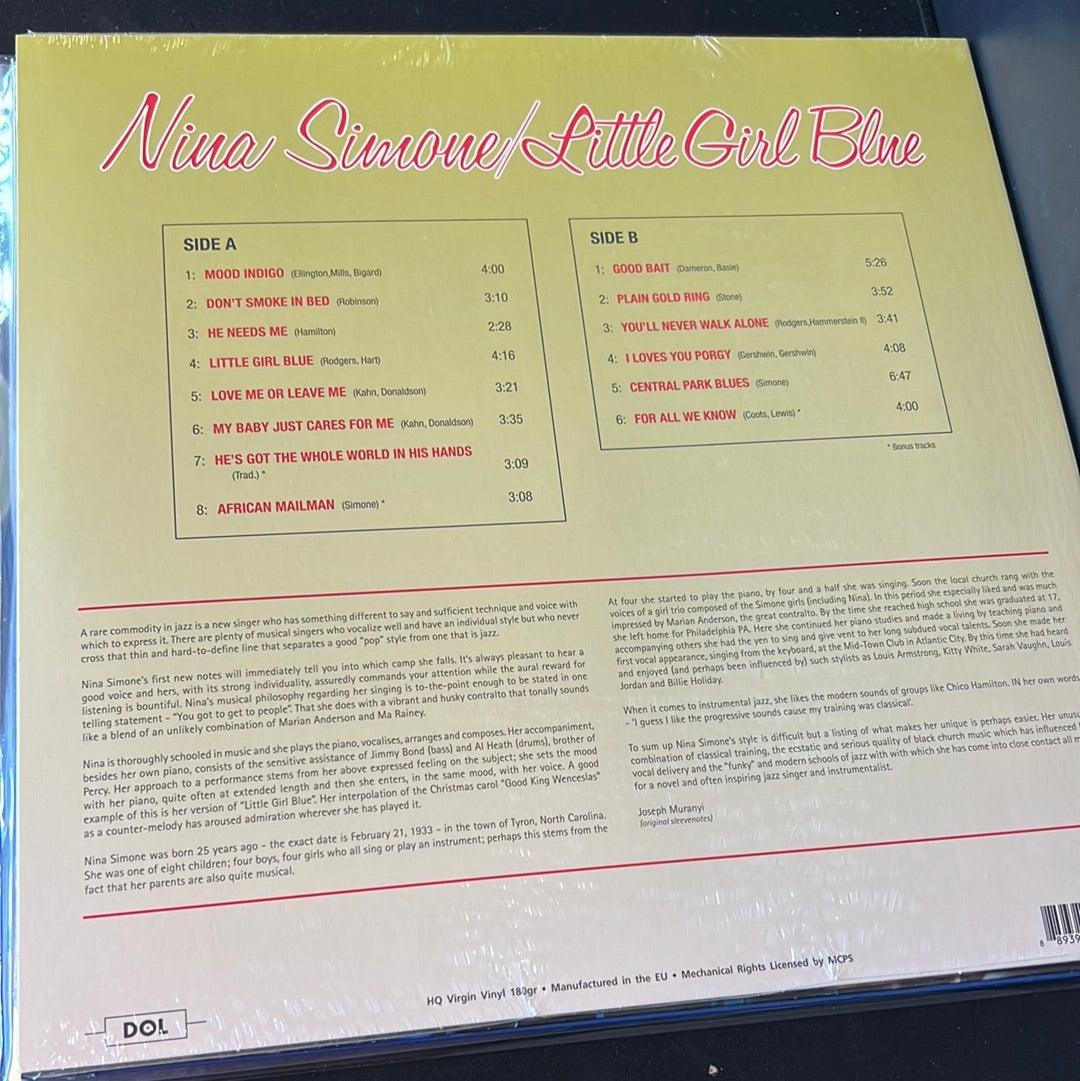 Nina Simone/Little Girl Blue
SIDE A
1: MOOD INDIGO (Ellington,Mills, Bigard) 4:00
2: DON'T SMOKE IN BED (Robinson) 3:10
3: HE NEEDS ME (Hamilton) 2:28
4: LITTLE GIRL BLUE (Rodgers, Hart) 4:16
5: LOVE ME OR LEAVE ME (Kahn, Donaldson) 3:21
6: MY BABY JUST CARES FOR ME (Kahn, Donaldson) 3:35
7: HE'S GOT THE WHOLE WORLD IN HIS HANDS
(Trad.) * 3:09
8: AFRICAN MAILMAN (Simone) * 3:08
SIDE B
1: GOOD BAIT (Dameron, Basie) 5:26
2: PLAIN GOLD RING (Stone) 3:52
3: YOU'LL NEVER WALK ALONE (Rodgers,Hammerstein II) 3:41
4: I LOVES YOU PORGY (Gershwin, Gershwin) 4:08
5: CENTRAL PARK BLUES (Simone) 6:47
6: FOR ALL WE KNOW (Coots, Lewis) * 4:00
* Bonus tracks
A rare commodity in jazz is a new singer who has something different to say and sufficient technique and voice with
which to express it. There are plenty of musical singers who vocalize well and have an individual style but who never
cross that thin and hard-to-define line that separates a good "pop" style from one that is jazz.
Nina Simone's first new notes will immediately tell you into which camp she falls. It's always pleasant to hear a
good voice and hers, with its strong individuality, assuredly commands your attention while the aural reward for
listening is bountiful. Nina's musical philosophy regarding her singing is to-the-point enough to be stated in one
telling statement - "You got to get to people". That she does with a vibrant and husky contralto that tonally sounds
like a blend of an unlikely combination of Marian Anderson and Ma Rainey.
Nina is thoroughly schooled in music and she plays the piano, vocalises, arranges and composes. Her accompaniment,
besides her own piano, consists of the sensitive assistance of Jimmy Bond (bass) and Al Heath (drums), brother of
Percy. Her approach to a performance stems from her above expressed feeling on the subject; she sets the mood
with her piano, quite often at extended length and then she enters, in the same mood, with her voice. A good
example of this is her version of "Little Girl Blue". Her interpolation of the Christmas carol "Good King Wenceslas"
as a counter-melody has aroused admiration wherever she has played it.
Nina Simone was born 25 years ago - the exact date is February 21, 1933 - in the town of Tyron, North Carolina.
She was one of eight children; four boys, four girls who all sing or play an instrument; perhaps this stems from the
fact that her parents are also quite musical.
At four she started to play the piano, by four and a half she was singing. Soon the local church rang with the
voices of a girl trio composed of the Simone girls (including Nina). In this period she especially liked and was much
impressed by Marian Anderson, the great contralto. By the time she reached high school she was graduated at 17,
she left home for Philadelphia PA. Here she continued her piano studies and made a living by teaching piano and
accompanying others she had the yen to sing and give vent to her long subdued vocal talents. Soon she made her
first vocal appearance, singing from the keyboard, at the Mid-Town Club in Atlantic City. By this time she had heard
and enjoyed (and perhaps been influenced by) such stylists as Louis Armstrong, Kitty White, Sarah Vaughn, Louis
Jordan and Billie Holiday.
When it comes to instrumental jazz, she likes the modern sounds of groups like Chico Hamilton. IN her own words
- 'I guess I like the progressive sounds cause my training was classical'.
To sum up Nina Simone's style is difficult but a listing of what makes her unique is perhaps easier. Her
combination of classical training, the ecstatic and serious quality of black church music which has influenced
vocal delivery and the "funky" and modern schools of jazz with with which she has come into close contact all
for a novel and often inspiring jazz singer and instrumentalist.
Joseph Muranyi
(original sleevenotes)
8 8939
HQ Virgin Vinyl 180gr • Manufactured in the EU • Mechanical Rights Licensed by MCPS
DOL